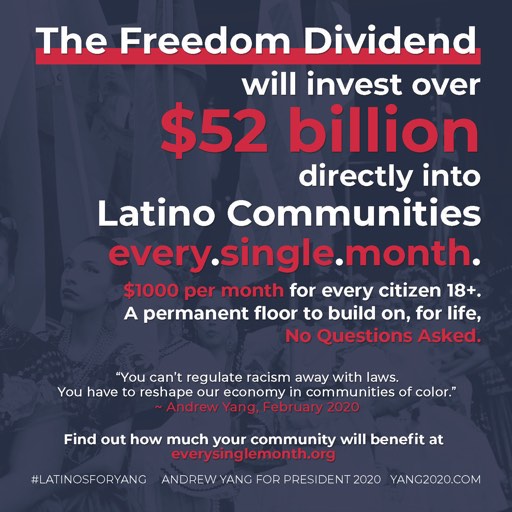 The Freedom Dividend
will invest over
$52 billion
directly into
Latino Communities
every.single.month.
$1000 per month for every citizen 18+.
A permanent floor to build on, for life,
No Questions Asked.
“You can’t regulate racism away with laws.
You have to reshape our economy in communities of color.”
~ Andrew Yang, February 2020
Find out how much your community will benefit at
everysinglemonth.org
#LATINOSFORYANG ANDREW YANG FOR PRESIDENT 2020 YANG2020.COM